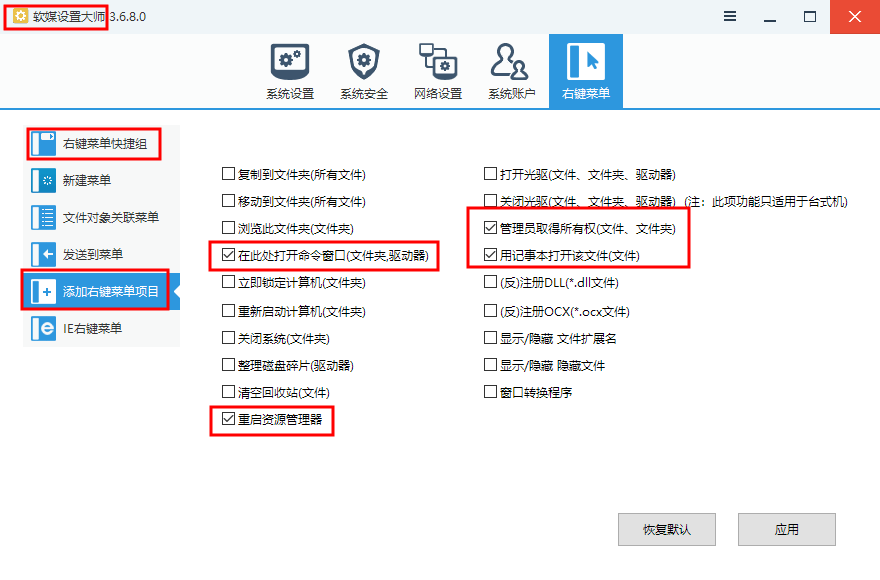 软媒设置大师 3.6.8.0
系统设置 系统安全 网络设置 系统账户 右键菜单
右键菜单快捷组
新建菜单
文件对象关联菜单
发送到菜单
添加右键菜单项目
IE右键菜单
复制到文件夹(所有文件)
移动到文件夹(所有文件)
浏览此文件夹(文件夹)
在此处打开命令窗口(文件夹,驱动器)
立即锁定计算机(文件夹)
重新启动计算机(文件夹)
关闭系统(文件夹)
整理磁盘碎片(驱动器)
清空回收站(文件)
重启资源管理器
打开光驱(文件、文件夹、驱动器)
关闭光驱(文件、文件夹、驱动器) (注：此项功能只适用于台式机)
管理员取得所有权(文件、文件夹)
用记事本打开该文件(文件)
(反)注册DLL(*.dll文件)
(反)注册OCX(*.ocx文件)
显示/隐藏 文件扩展名
显示/隐藏 隐藏文件
窗口转换程序
恢复默认 应用